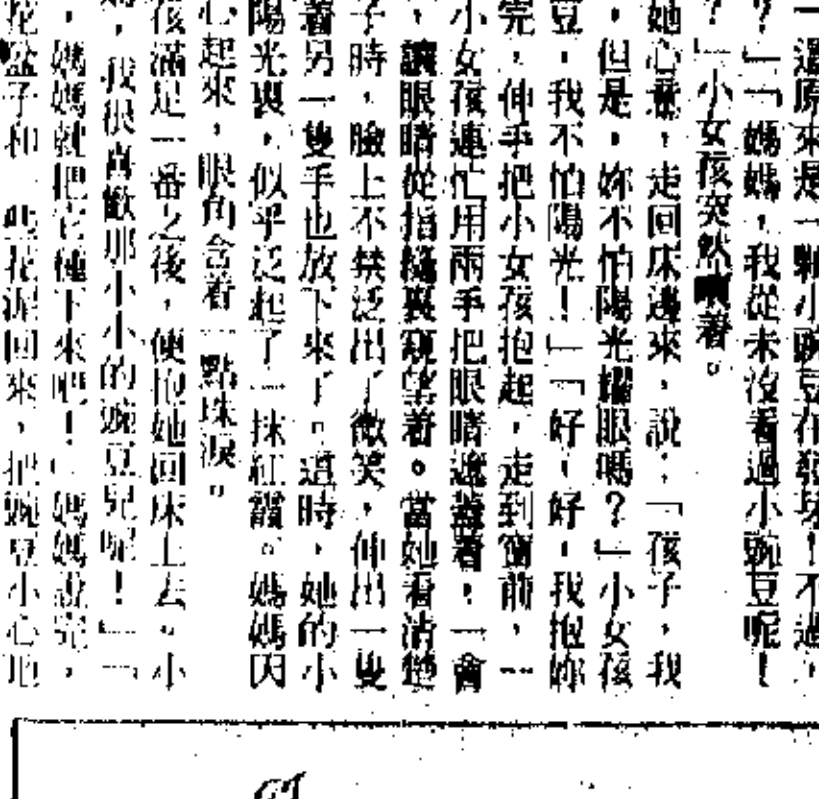 一還原來是一顆小豌豆在發芽！不過，
？」「媽媽，我從未沒看過小豌豆呢！
？」小女孩突然嚷着。
她心意，走回床邊來，說：「孩子，我
，但是，妳不怕陽光耀眼嗎？」小女孩
豆，我不怕陽光！」「好，好，我抱妳
完，伸手把小女孩抱起，走到窗前，一
小女孩連忙用兩手把眼睛遮蓋着，一會
，讓眼睛從指縫裏窺望着。當她看清楚
子時，臉上不禁泛出了微笑，伸出一隻
着另一隻手也放下來了。這時，她的小
陽光裏，似乎泛起了一抹紅霞。媽媽因
心起來，眼角含着一點珠淚。
孩滿足一番之後，便抱她回床上去。小
，我很喜歡那小小的豌豆兒呢！」「
，媽媽就把它種下來吧！」媽媽說完，
盆子和一些花泥回來，把豌豆小心地